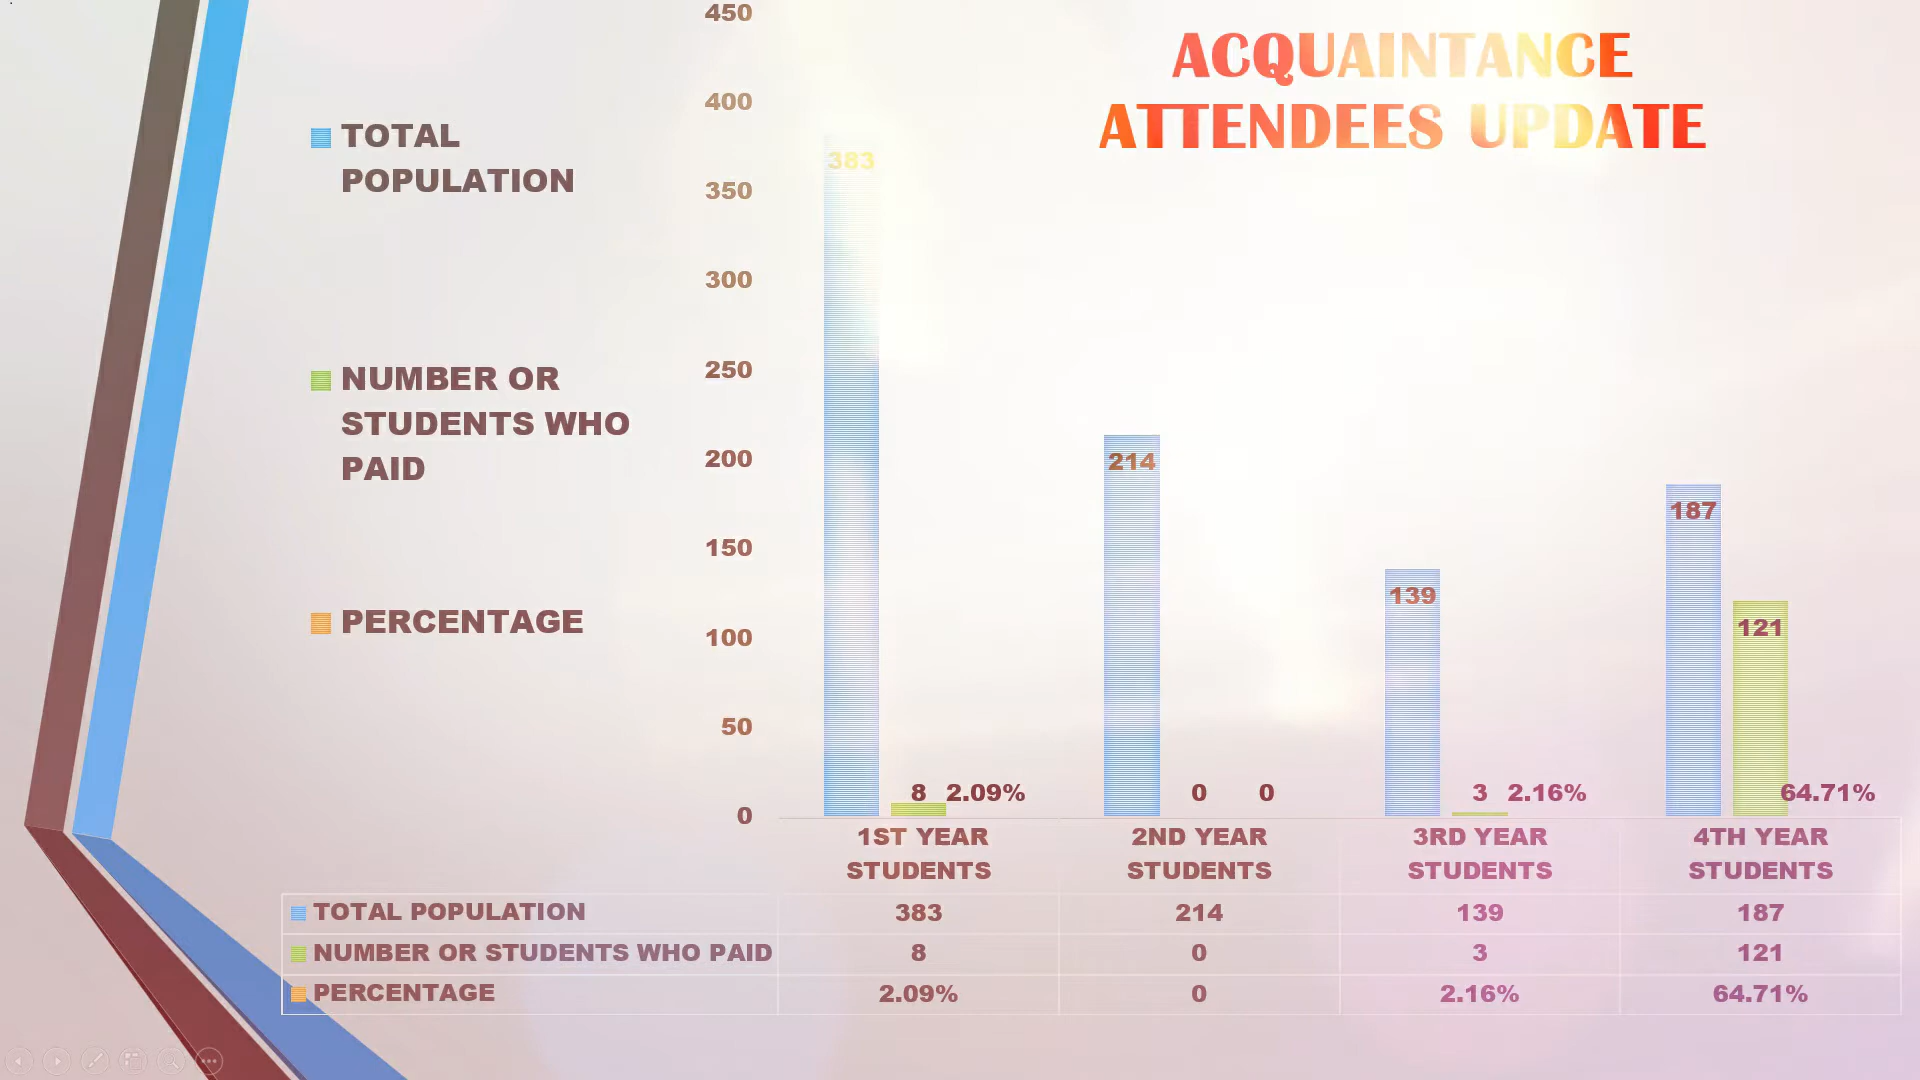 ACQUAINTANCE
ATTENDEES UPDATE
TOTAL
POPULATION
NUMBER OR
STUDENTS WHO
PAID
PERCENTAGE
450
400
350
300
250
200
150
100
50
0
383
8
2.09%
214
0
0
139
3
2.16%
187
121
64.71%
1ST YEAR
STUDENTS
2ND YEAR
STUDENTS
3RD YEAR
STUDENTS
4TH YEAR
STUDENTS
TOTAL POPULATION 383 214 139 187
NUMBER OR STUDENTS WHO PAID 8 0 3 121
PERCENTAGE 2.09% 0 2.16% 64.71%